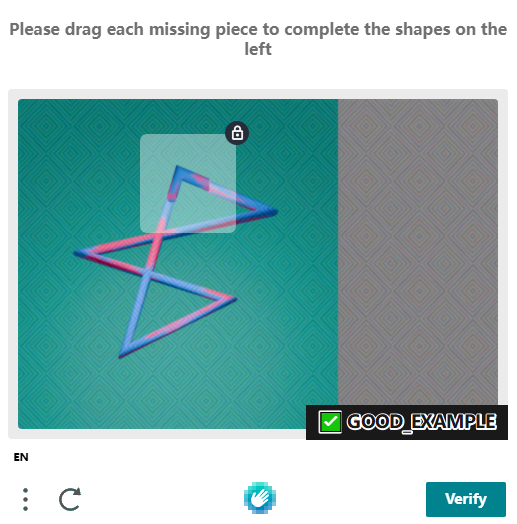 Please drag each missing piece to complete the shapes on the
left
GOOD_EXAMPLE
EN
Verify